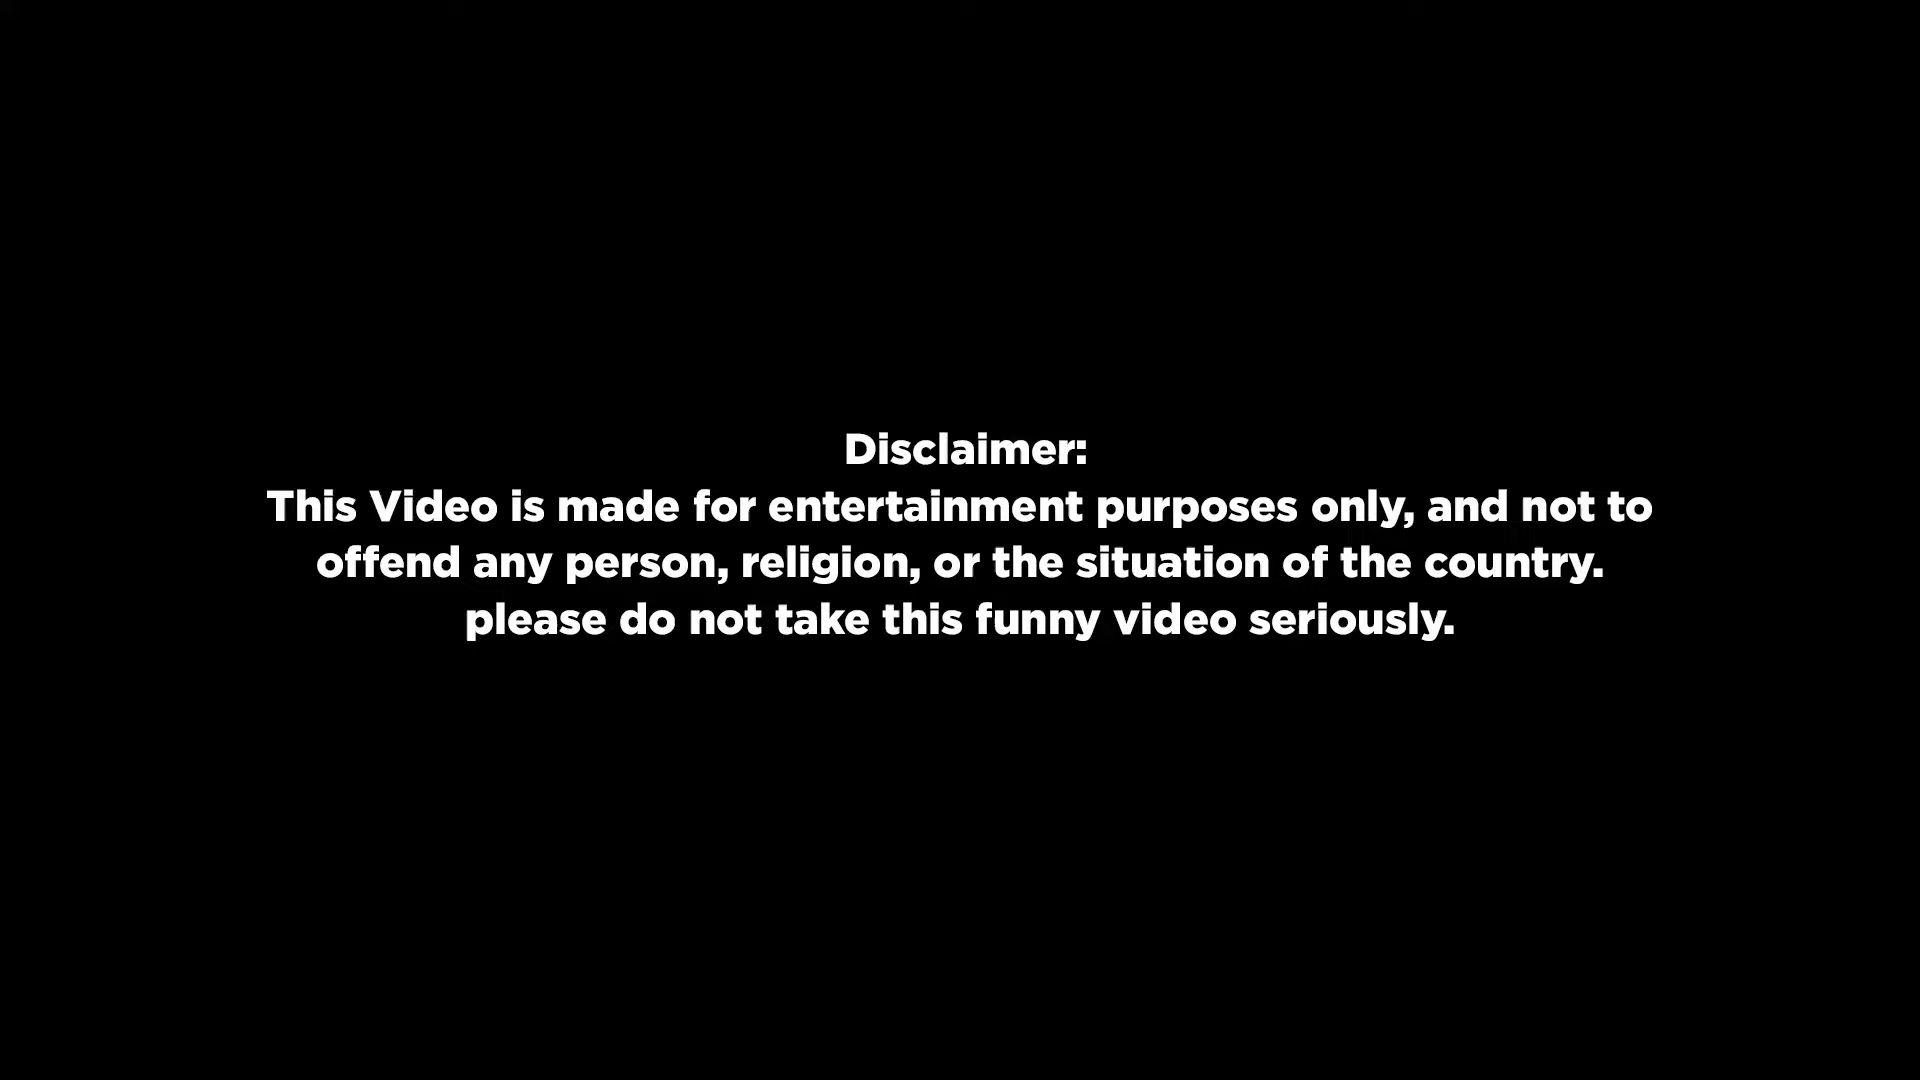 Disclaimer:
This Video is made for entertainment purposes only, and not to
offend any person, religion, or the situation of the country.
please do not take this funny video seriously.